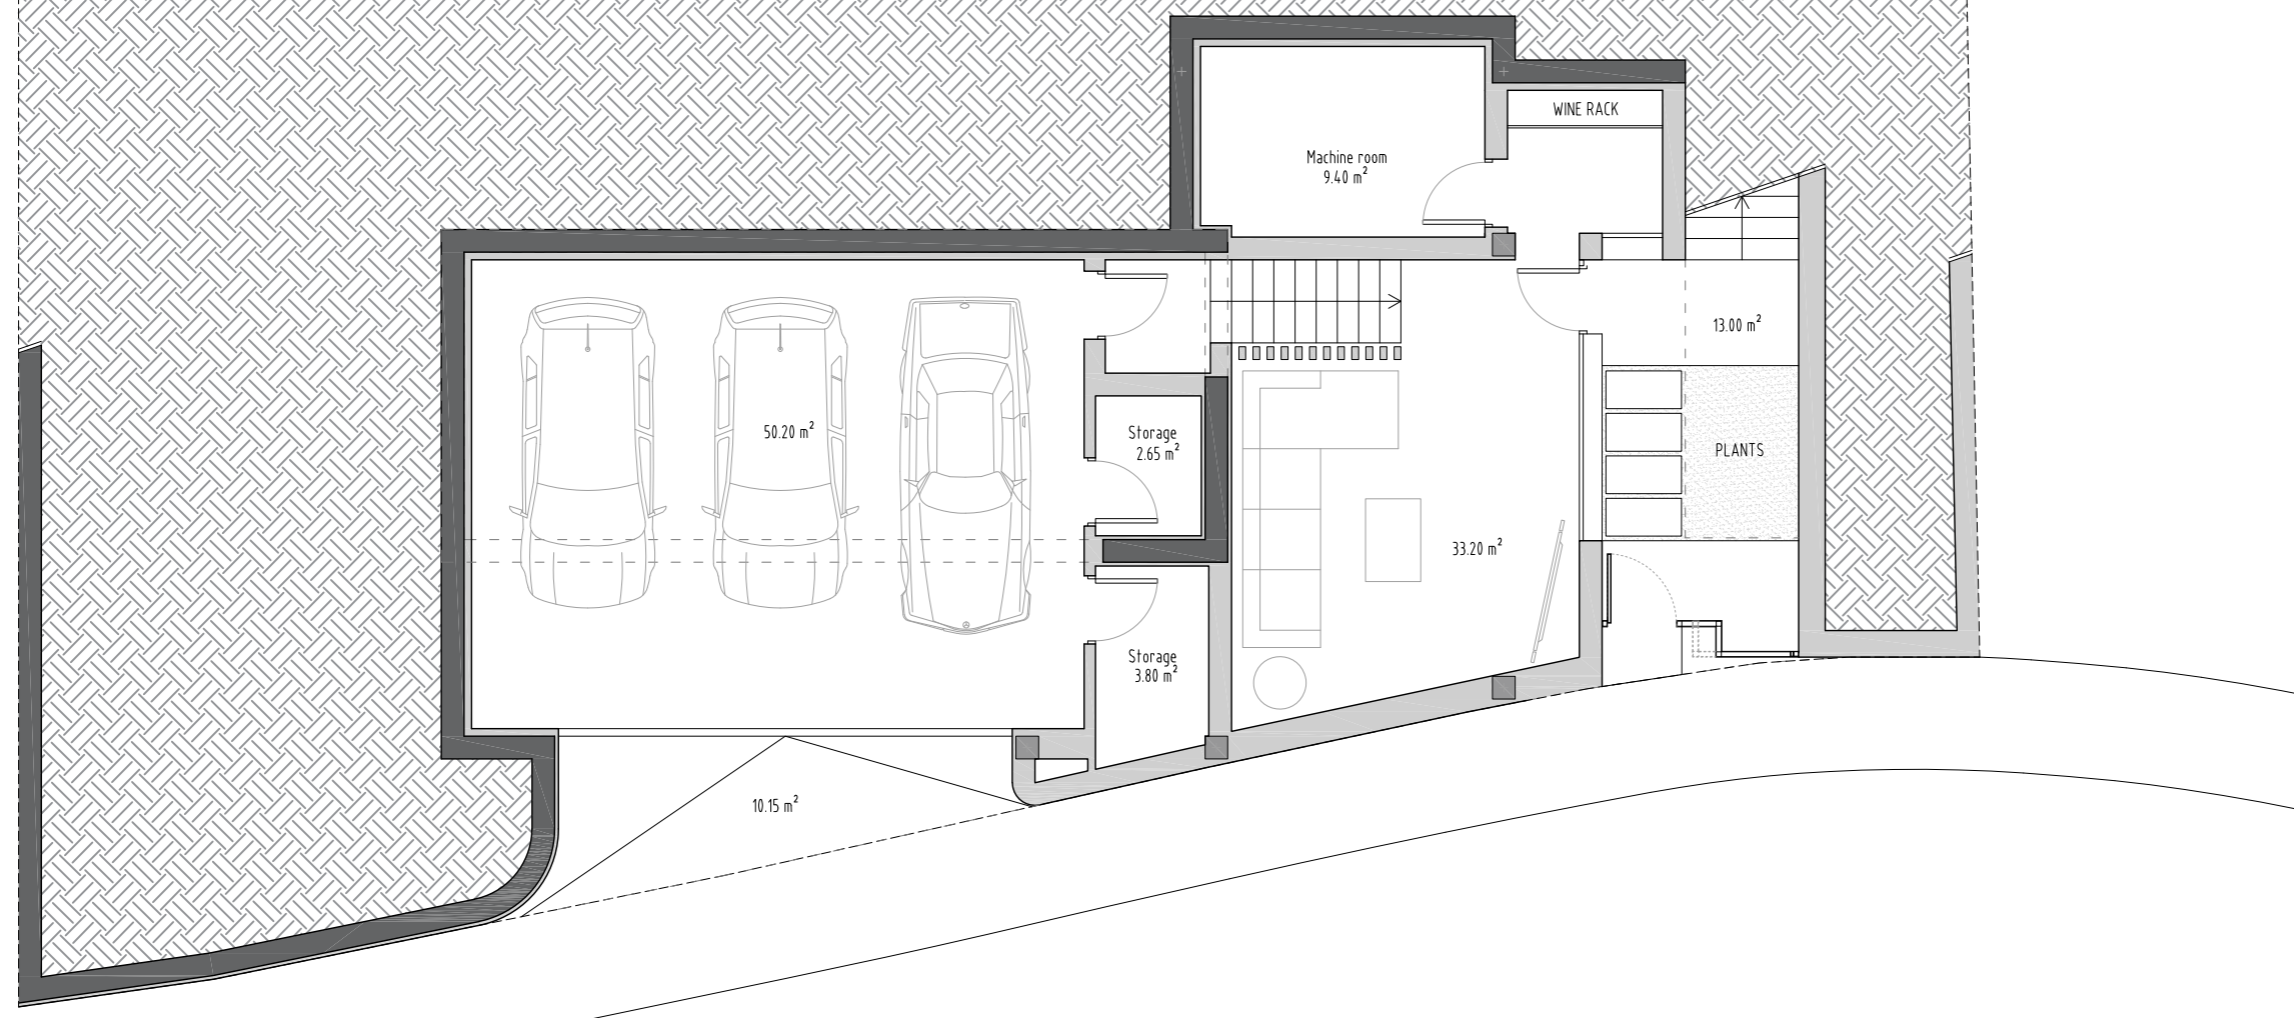 WINE RACK
Machine room
9.40 m²
13.00 m²
50.20 m²
Storage
2.65 m²
PLANTS
33.20 m²
Storage
3.80 m²
10.15 m²